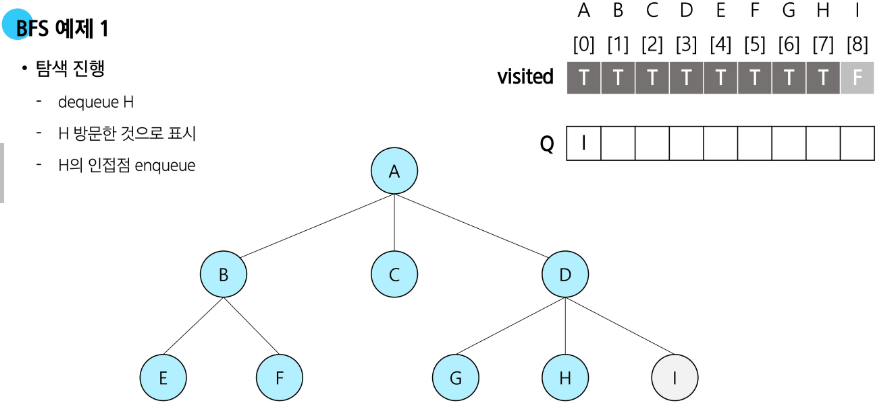 BFS 예제 1
• 탐색 진행
- dequeue H
- H 방문한 것으로 표시
- H의 인접점 enqueue
A B C D E F G H I
[0] [1] [2] [3] [4] [5] [6] [7] [8]
visited T T T T T T T T F
Q I
A
B C D
E F G H I